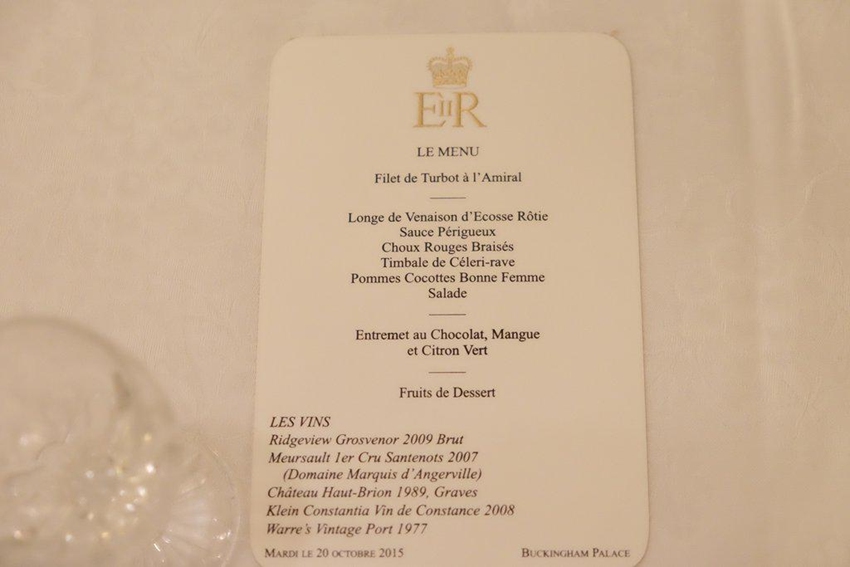 EIIR
LE MENU
Filet de Turbot à l’Amiral
Longe de Venaison d’Ecosse Rôtie
Sauce Périgueux
Choux Rouges Braisés
Timbale de Céleri-rave
Pommes Cocottes Bonne Femme
Salade
Entremet au Chocolat, Mangue
et Citron Vert
Fruits de Dessert
LES VINS
Ridgeview Grosvenor 2009 Brut
Meursault 1er Cru Santenots 2007
(Domaine Marquis d’Angerville)
Château Haut-Brion 1989, Graves
Klein Constantia Vin de Constance 2008
Warre’s Vintage Port 1977
MARDI LE 20 OCTOBRE 2015 BUCKINGHAM PALACE